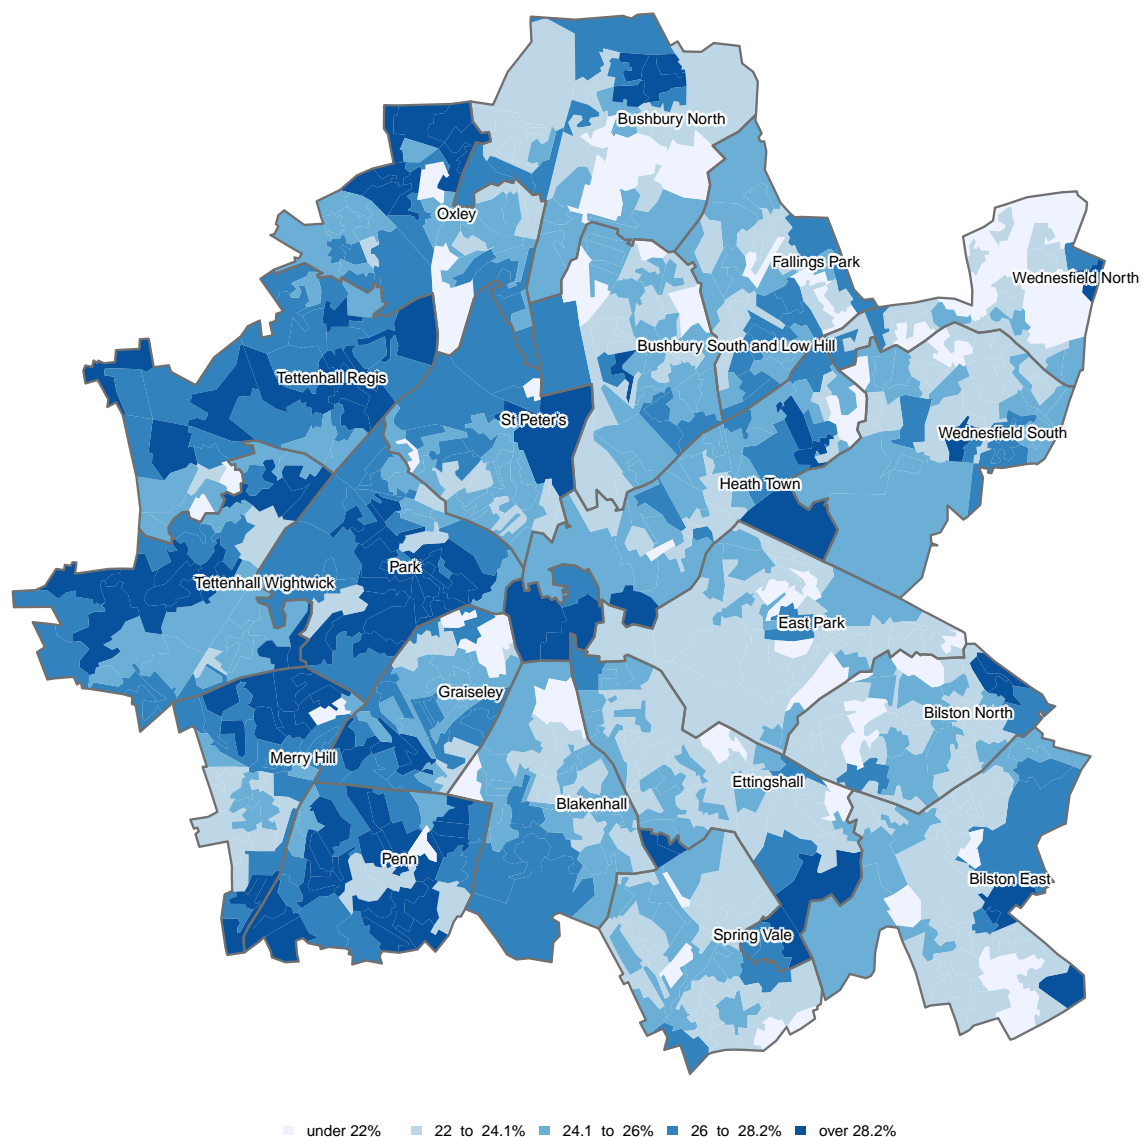 Bushbury North
Oxley
Fallings Park
Wednesfield North
Bushbury South and Low Hill
Tettenhall Regis
St Peter's
Wednesfield South
Heath Town
Park
Tettenhall Wightwick
East Park
Graiseley
Bilston North
Merry Hill
Ettingshall
Blakenhall
Penn
Bilston East
Spring Vale
under 22% 22 to 24.1% 24.1 to 26% 26 to 28.2% over 28.2%